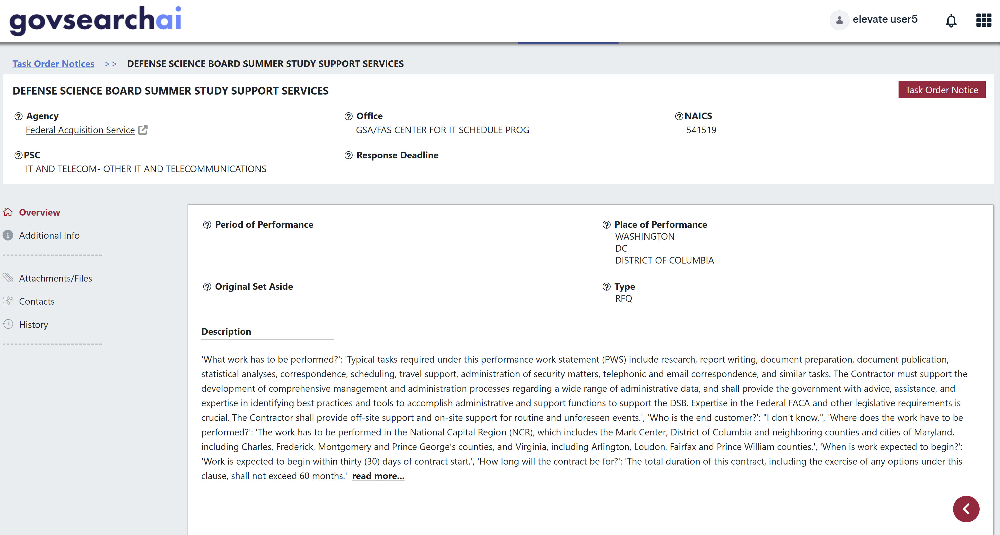 govsearchai
elevate user5
Task Order Notices >> DEFENSE SCIENCE BOARD SUMMER STUDY SUPPORT SERVICES
DEFENSE SCIENCE BOARD SUMMER STUDY SUPPORT SERVICES
Task Order Notice
Agency
Federal Acquisition Service
Office
GSA/FAS CENTER FOR IT SCHEDULE PROG
NAICS
541519
PSC
IT AND TELECOM- OTHER IT AND TELECOMMUNICATIONS
Response Deadline
Overview
Additional Info
Attachments/Files
Contacts
History
Period of Performance
Place of Performance
WASHINGTON
DC
DISTRICT OF COLUMBIA
Original Set Aside
Type
RFQ
Description
'What work has to be performed?': 'Typical tasks required under this performance work statement (PWS) include research, report writing, document preparation, document publication,
statistical analyses, correspondence, scheduling, travel support, administration of security matters, telephonic and email correspondence, and similar tasks. The Contractor must support the
development of comprehensive management and administration processes regarding a wide range of administrative data, and shall provide the government with advice, assistance, and
expertise in identifying best practices and tools to accomplish administrative and support functions to support the DSB. Expertise in the Federal FACA and other legislative requirements is
crucial. The Contractor shall provide off-site support and on-site support for routine and unforeseen events.', 'Who is the end customer?': "I don't know.", 'Where does the work have to be
performed?': 'The work has to be performed in the National Capital Region (NCR), which includes the Mark Center, District of Columbia and neighboring counties and cities of Maryland,
including Charles, Frederick, Montgomery and Prince George’s counties, and Virginia, including Arlington, Loudon, Fairfax and Prince William counties.', 'When is work expected to begin?':
'Work is expected to begin within thirty (30) days of contract start.', 'How long will the contract be for?': 'The total duration of this contract, including the exercise of any options under this
clause, shall not exceed 60 months.' read more...